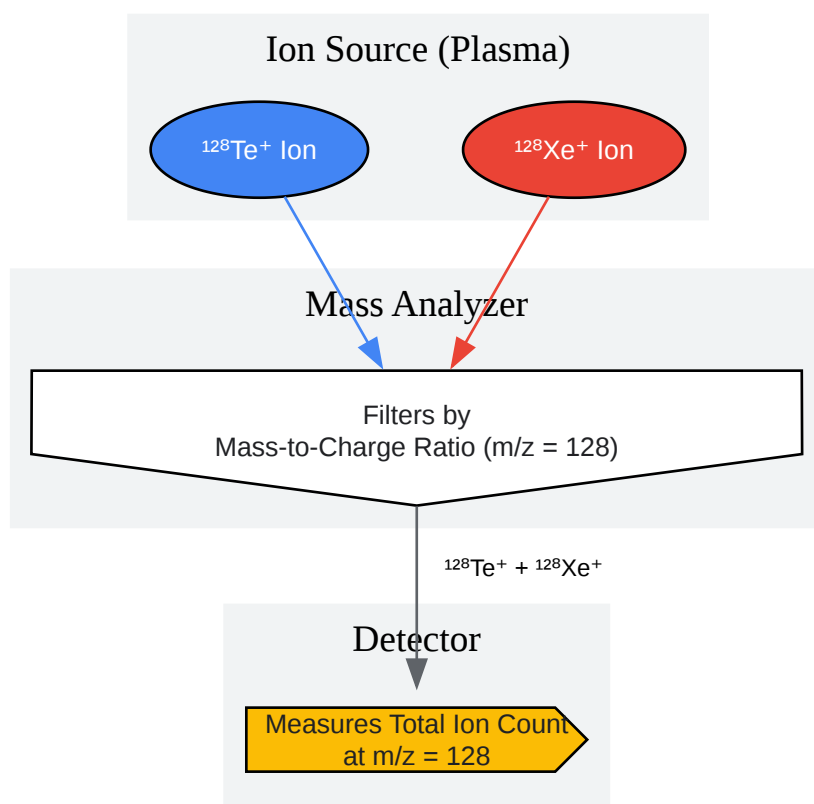 Ion Source (Plasma)
¹²⁸Te⁺ Ion
¹²⁸Xe⁺ Ion
Mass Analyzer
Filters by
Mass-to-Charge Ratio (m/z = 128)
¹²⁸Te⁺ + ¹²⁸Xe⁺
Detector
Measures Total Ion Count
at m/z = 128